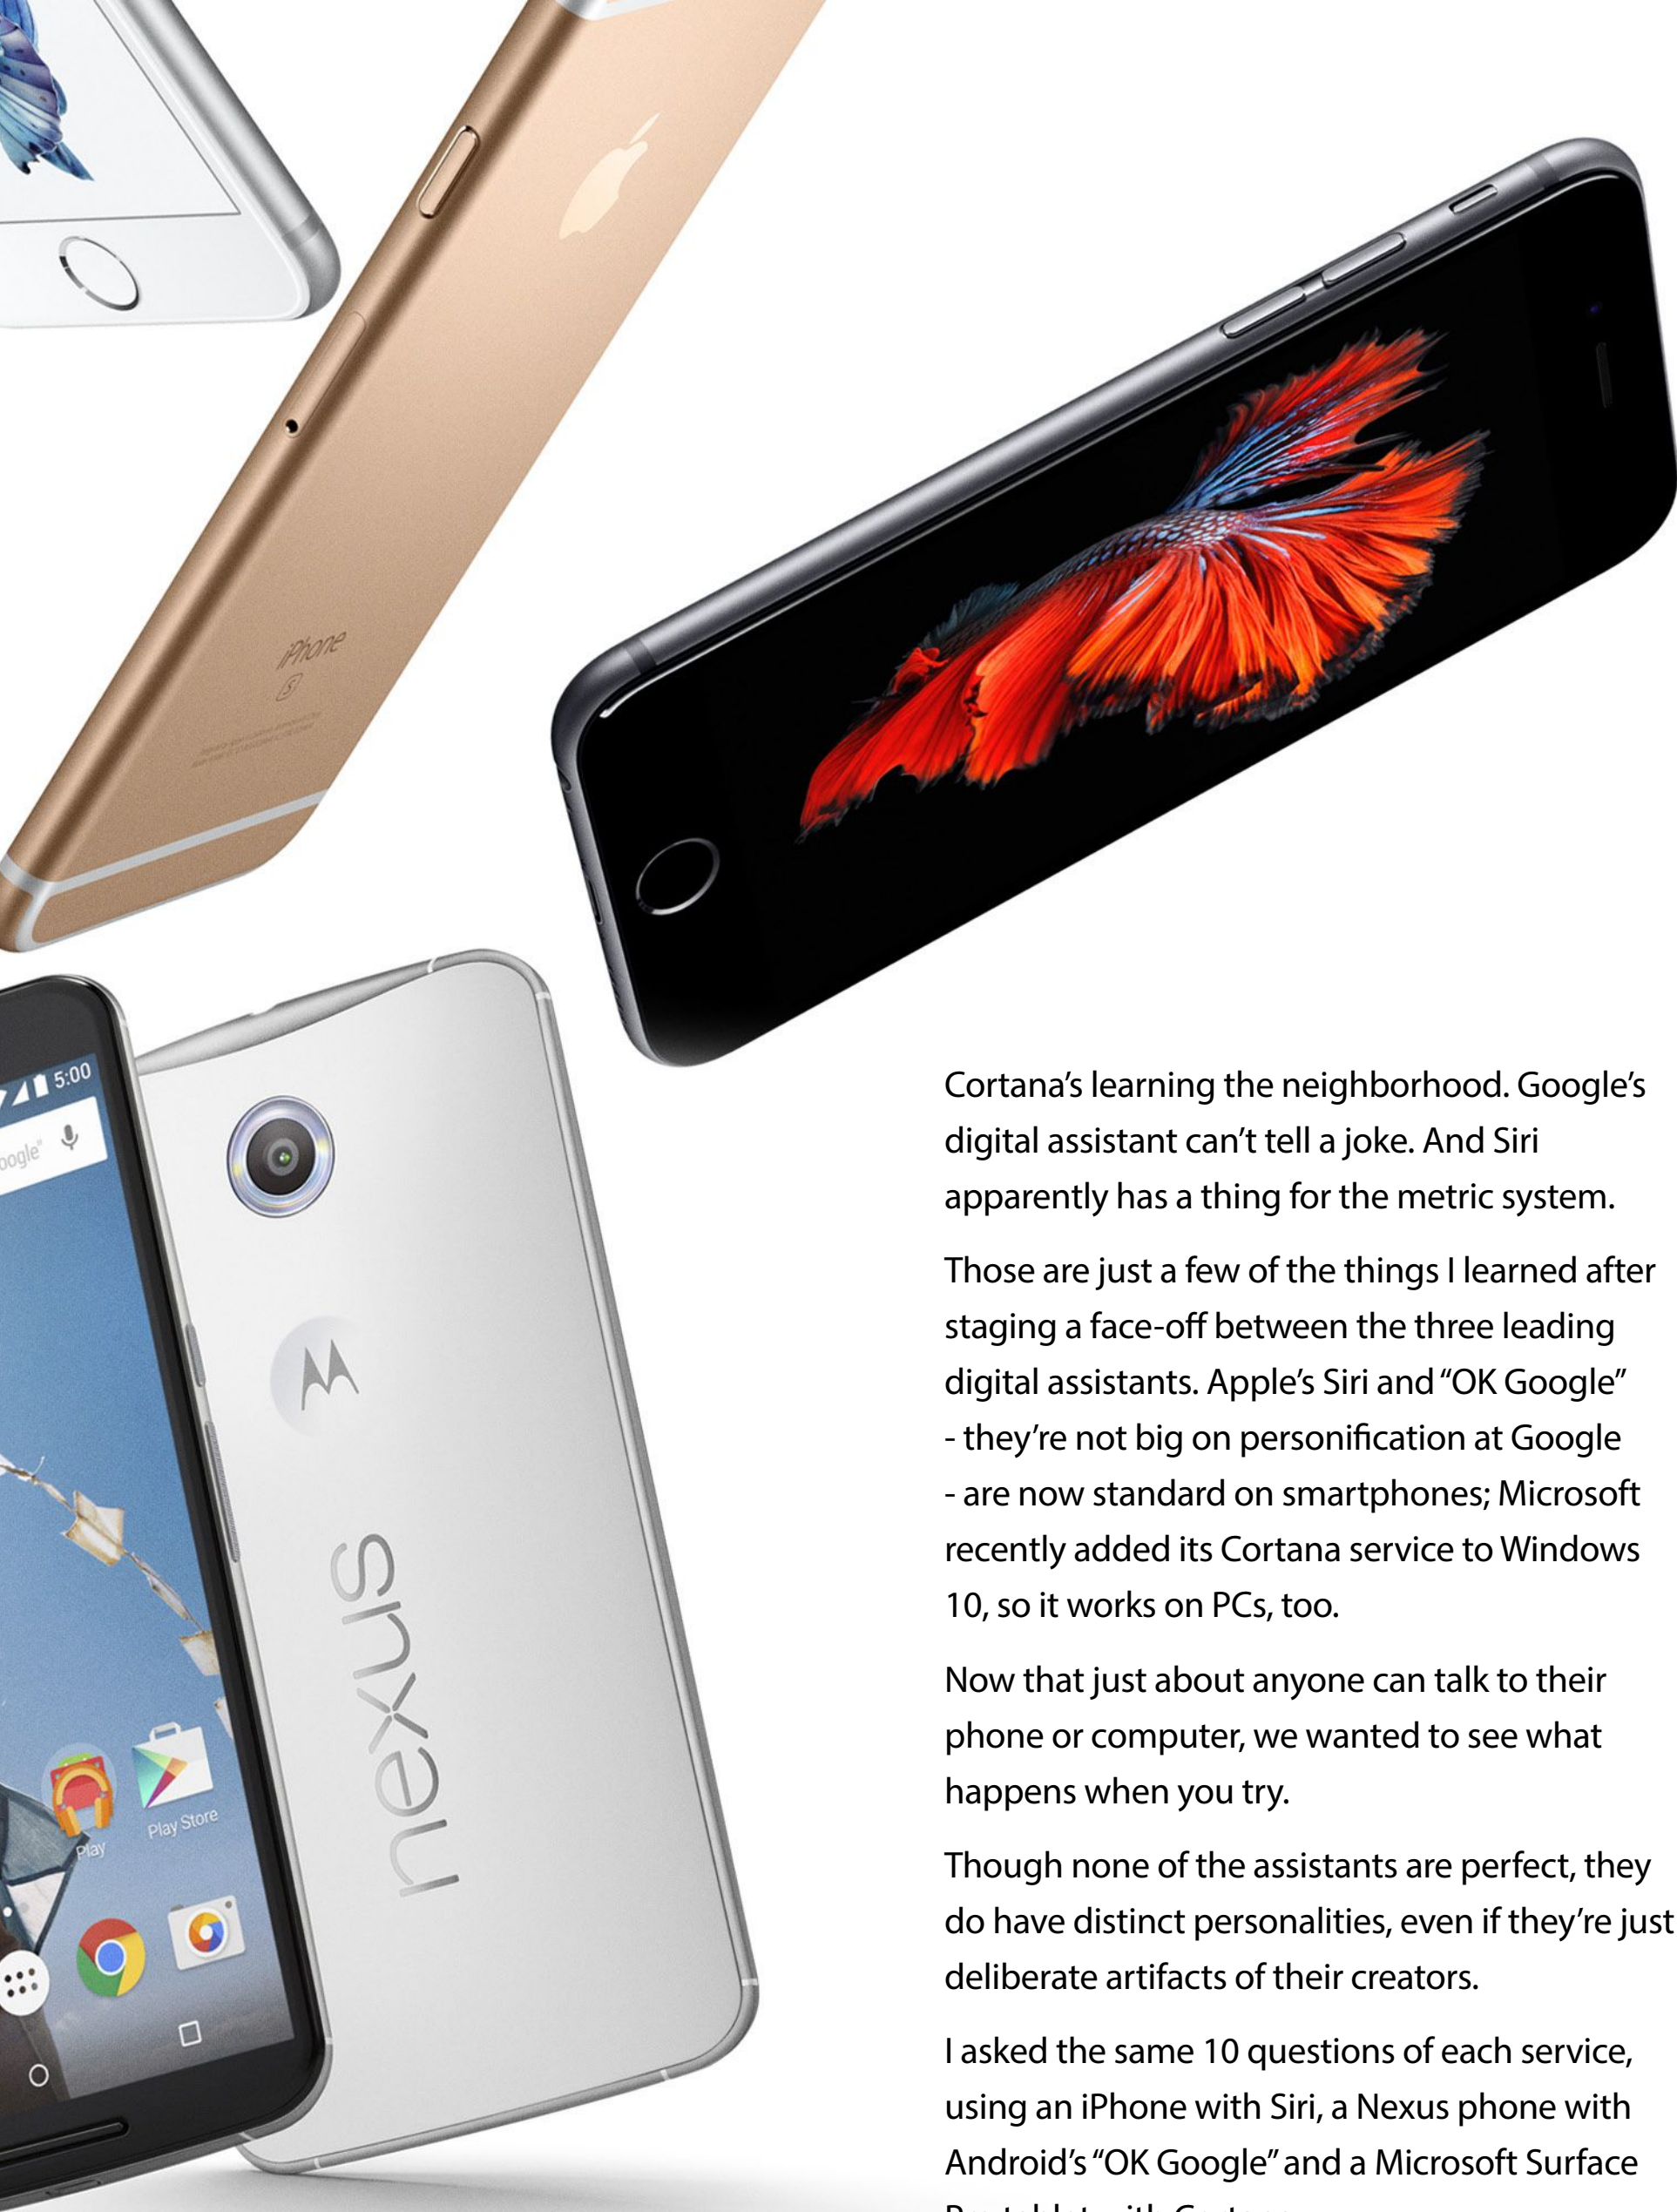 iPhone
S
5:00
Play
Play Store
nexus
Cortana’s learning the neighborhood. Google’s
digital assistant can't tell a joke. And Siri
apparently has a thing for the metric system.
Those are just a few of the things I learned after
staging a face-off between the three leading
digital assistants. Apple’s Siri and “OK Google”
- they’re not big on personification at Google
- are now standard on smartphones; Microsoft
recently added its Cortana service to Windows
10, so it works on PCs, too.
Now that just about anyone can talk to their
phone or computer, we wanted to see what
happens when you try.
Though none of the assistants are perfect, they
do have distinct personalities, even if they’re just
deliberate artifacts of their creators.
I asked the same 10 questions of each service,
using an iPhone with Siri, a Nexus phone with
Android’s “OK Google” and a Microsoft Surface